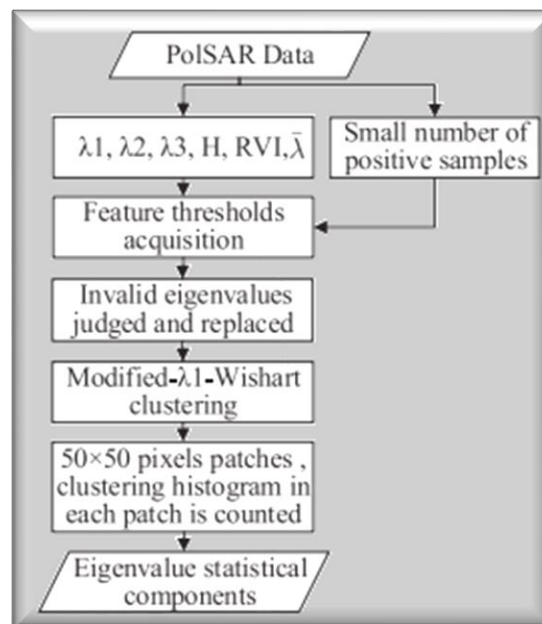 PolSAR Data
λ1, λ2, λ3, H, RVI, λ̄
Small number of
positive samples
Feature thresholds
acquisition
Invalid eigenvalues
judged and replaced
Modified-λ1-Wishart
clustering
50×50 pixels patches ,
clustering histogram in
each patch is counted
Eigenvalue statistical
components